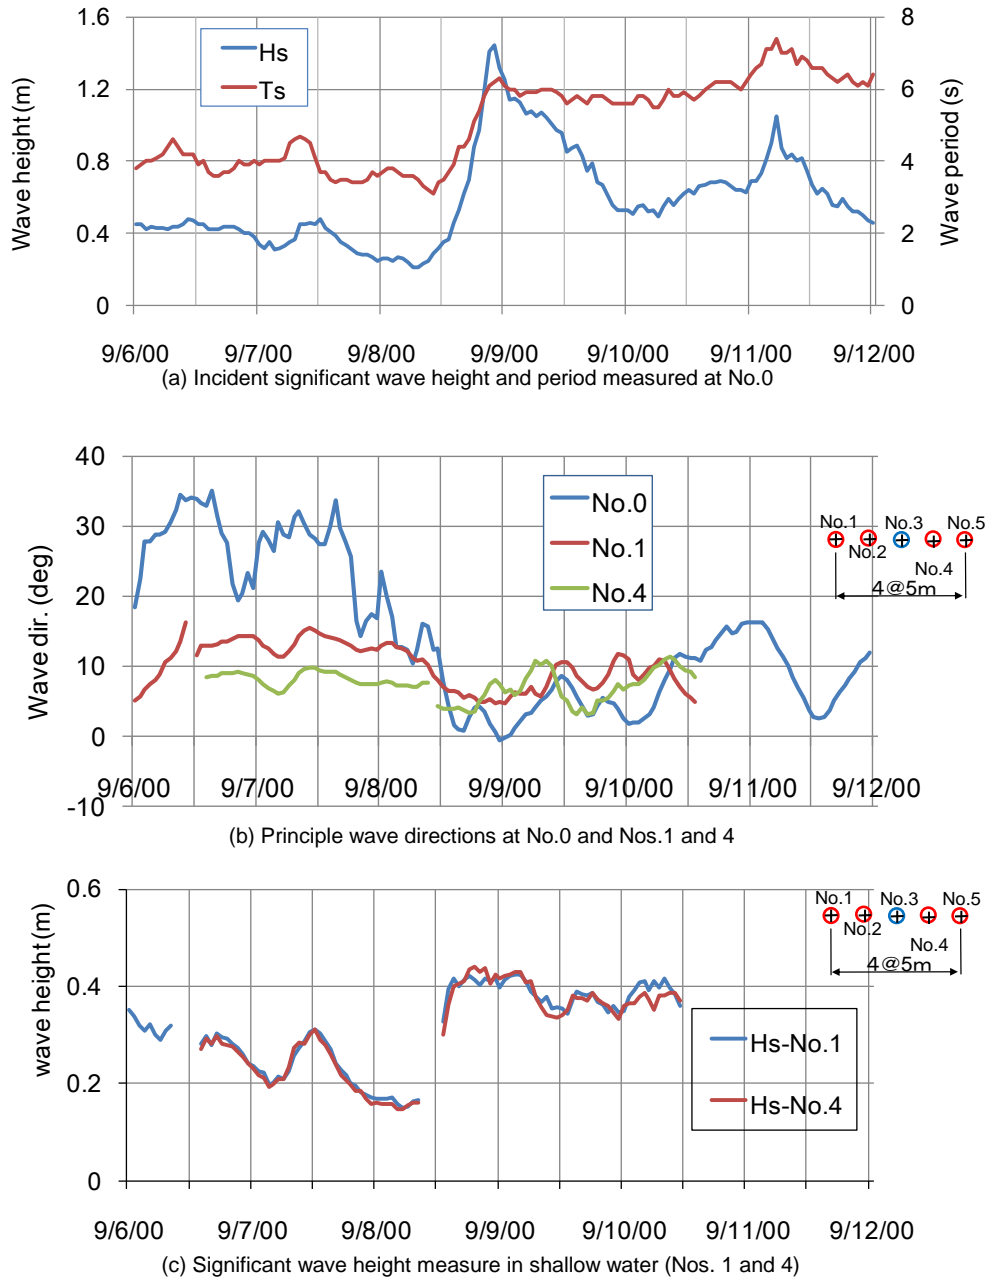 1.6
1.2
0.8
0.4
0
Wave height (m)
Hs
Ts
8
6
4
2
0
Wave period (s)
9/6/00 9/7/00 9/8/00 9/9/00 9/10/00 9/11/00 9/12/00
(a) Incident significant wave height and period measured at No.0
40
30
20
10
0
-10
Wave dir. (deg)
No.0
No.1
No.4
No.1 No.3 No.5
No.2
No.4
4@5m
9/6/00 9/7/00 9/8/00 9/9/00 9/10/00 9/11/00 9/12/00
(b) Principle wave directions at No.0 and Nos.1 and 4
0.6
0.4
0.2
0
wave height (m)
No.1 No.3 No.5
No.2
No.4
4@5m
Hs-No.1
Hs-No.4
9/6/00 9/7/00 9/8/00 9/9/00 9/10/00 9/11/00 9/12/00
(c) Significant wave height measure in shallow water (Nos. 1 and 4)